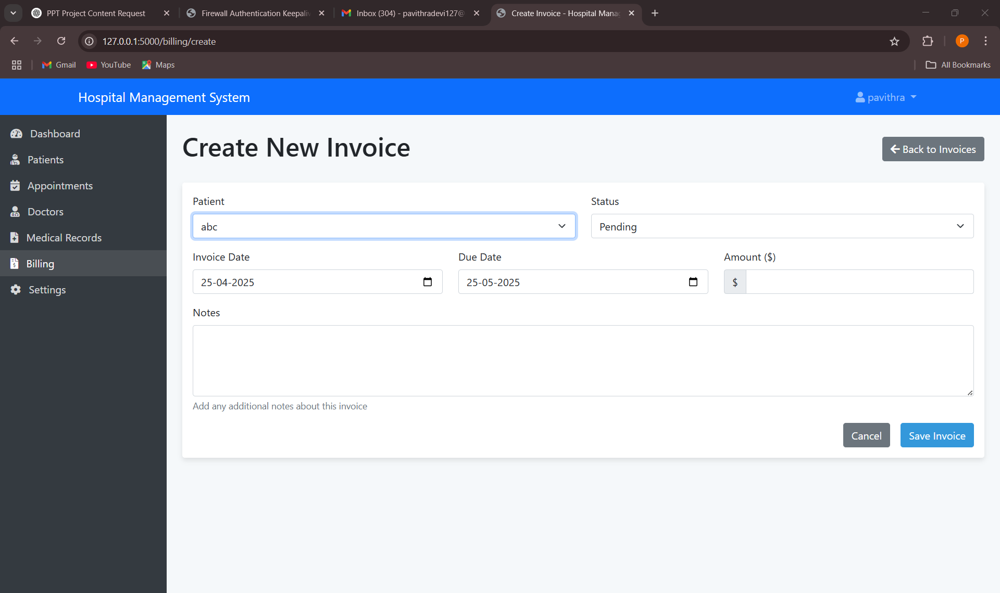 PPT Project Content Request
Firewall Authentication Keepaliv
Inbox (304) - pavithradevi127@
Create Invoice - Hospital Mana
127.0.0.1:5000/billing/create
P
Gmail
YouTube
Maps
All Bookmarks
Hospital Management System
pavithra
Dashboard
Patients
Appointments
Doctors
Medical Records
Billing
Settings
Create New Invoice
Back to Invoices
Patient
Status
abc
Pending
Invoice Date
Due Date
Amount ($)
25-04-2025
25-05-2025
$
Notes
Add any additional notes about this invoice
Cancel
Save Invoice